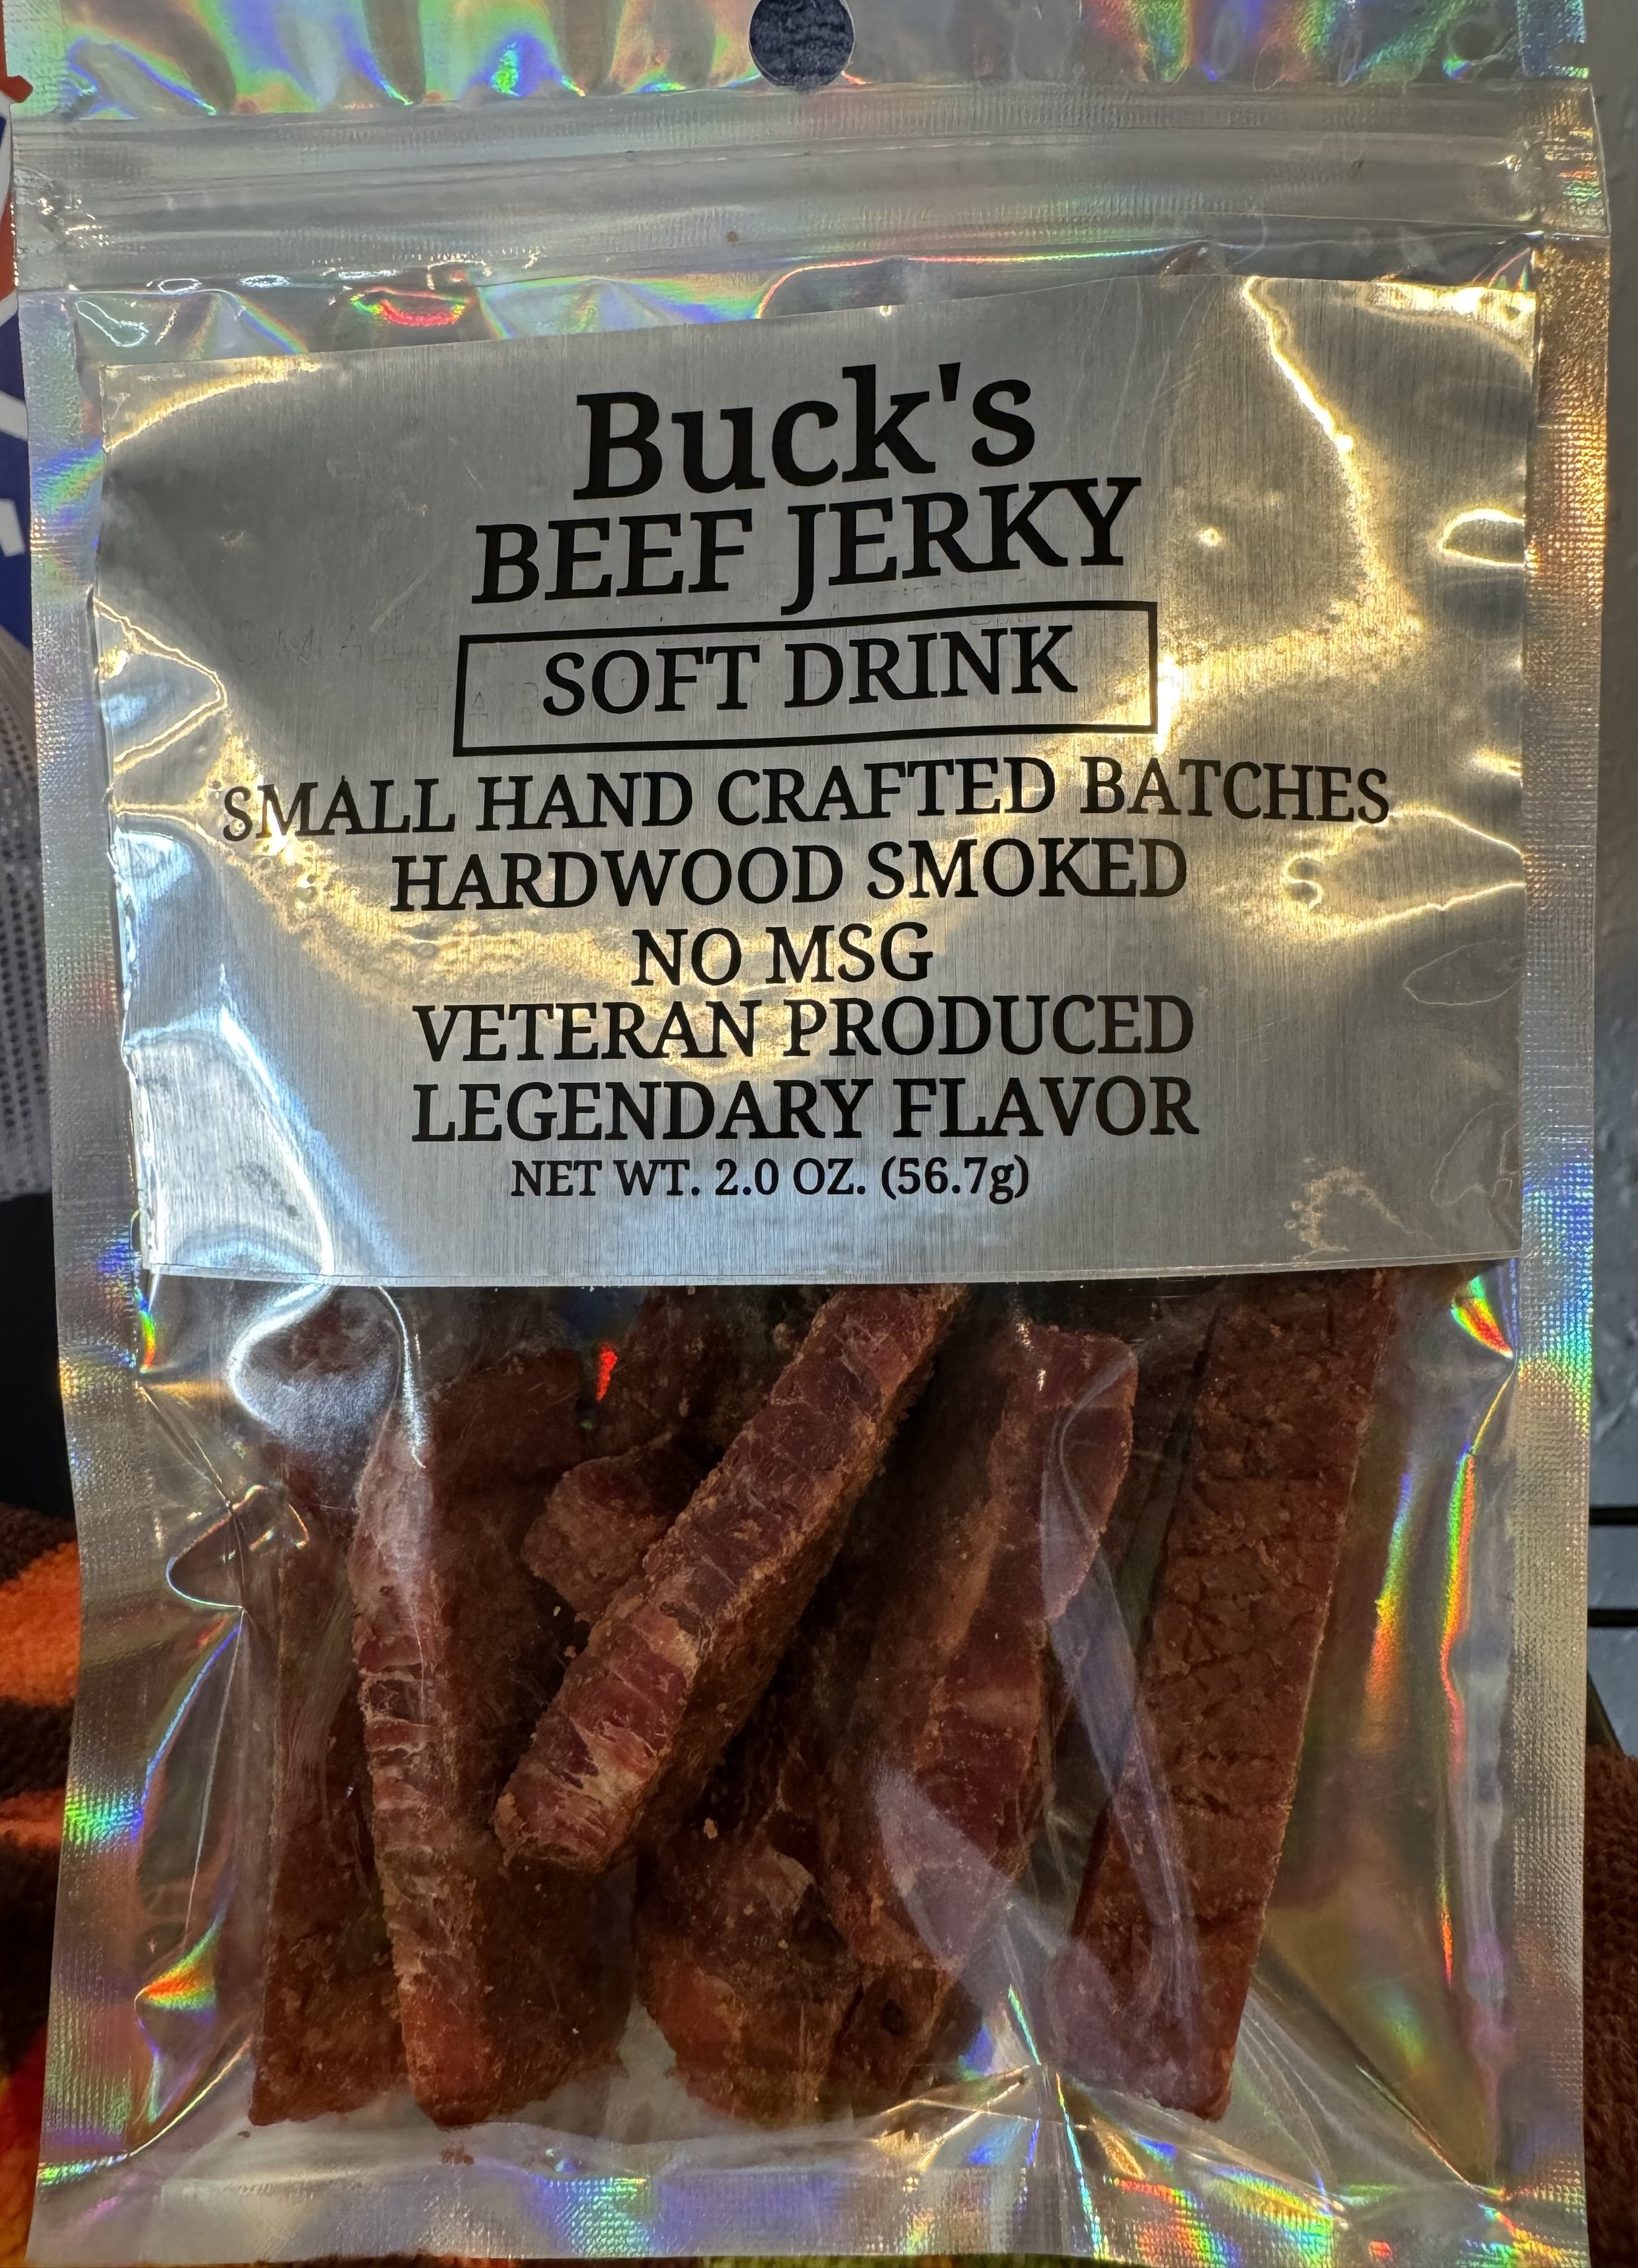 Buck's
BEEF JERKY
SOFT DRINK
SMALL HAND CRAFTED BATCHES
HARDWOOD SMOKED
NO MSG
VETERAN PRODUCED
LEGENDARY FLAVOR
NET WT. 2.0 OZ. (56.7g)